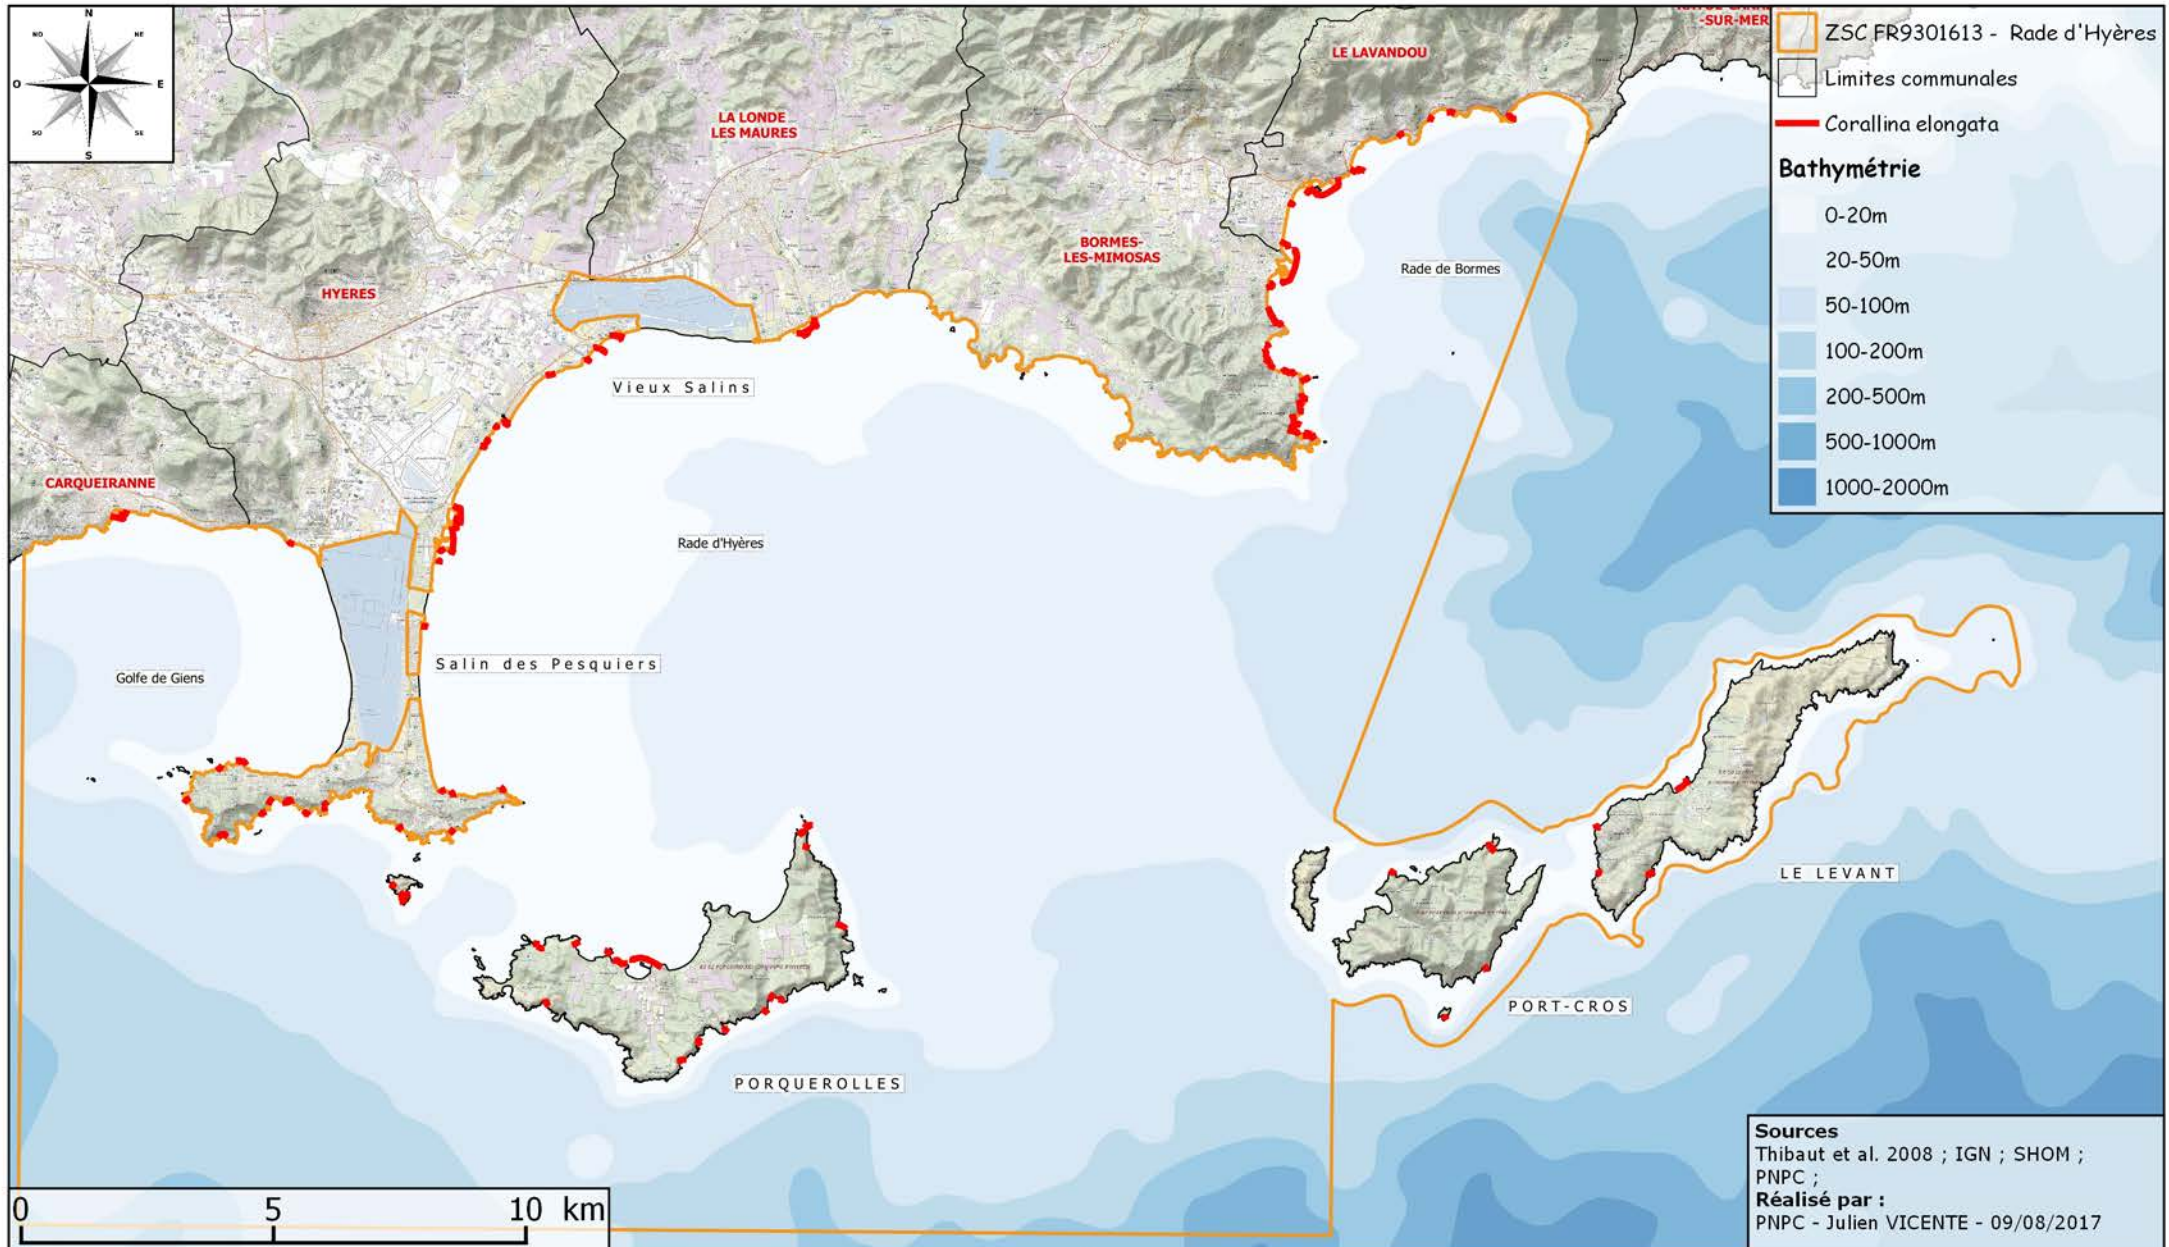 N
NO
NE
O
E
SO
SE
S
-SUR-MER
LE LAVANDOU
LA LONDE
LES MAURES
BORMES-
LES-MIMOSAS
HYERES
CARQUEIRANNE
Rade de Bormes
Vieux Salins
Rade d'Hyères
Salin des Pesquiers
Golfe de Giens
LE LEVANT
PORT-CROS
PORQUEROLLES
ZSC FR9301613 - Rade d'Hyères
Limites communales
Corallina elongata
Bathymétrie
0-20m
20-50m
50-100m
100-200m
200-500m
500-1000m
1000-2000m
0 5 10 km
Sources
Thibaut et al. 2008 ; IGN ; SHOM ;
PNPC ;
Réalisé par :
PNPC - Julien VICENTE - 09/08/2017